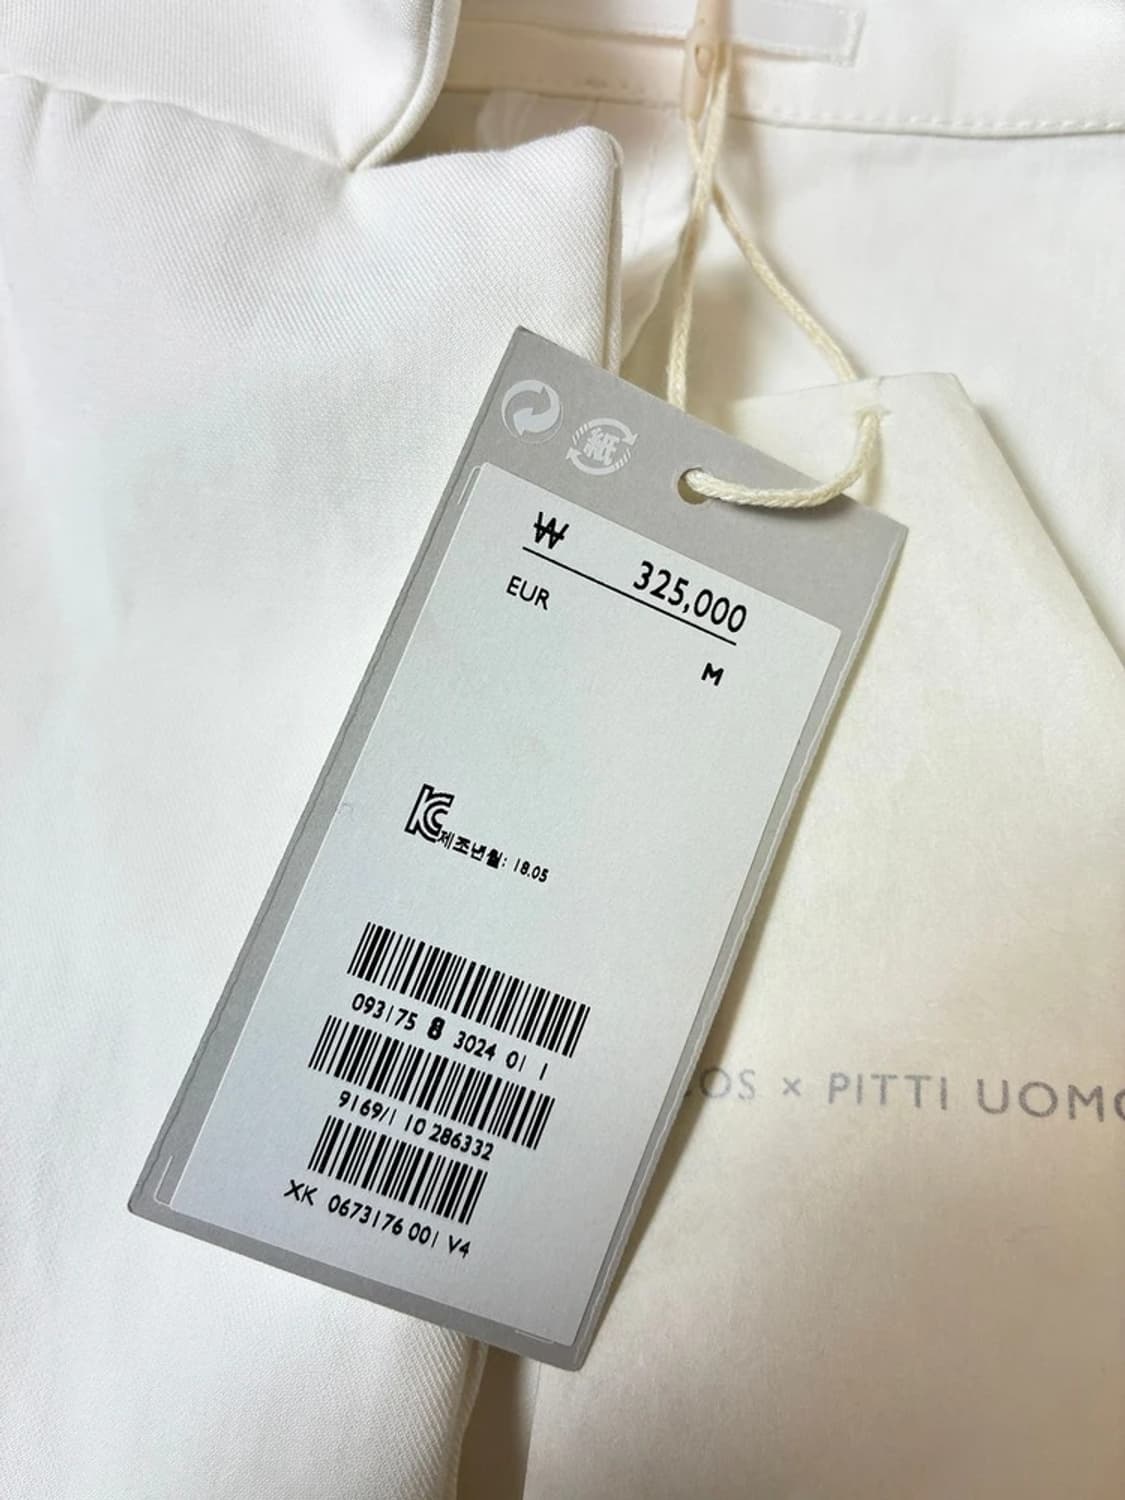 紙
₩ 325,000
EUR M
KC 제조년월: 18.05
093175 8 3024 01 1
9169/1 10 286332
XK 0673176 001 V4
OS × PITTI UOMO